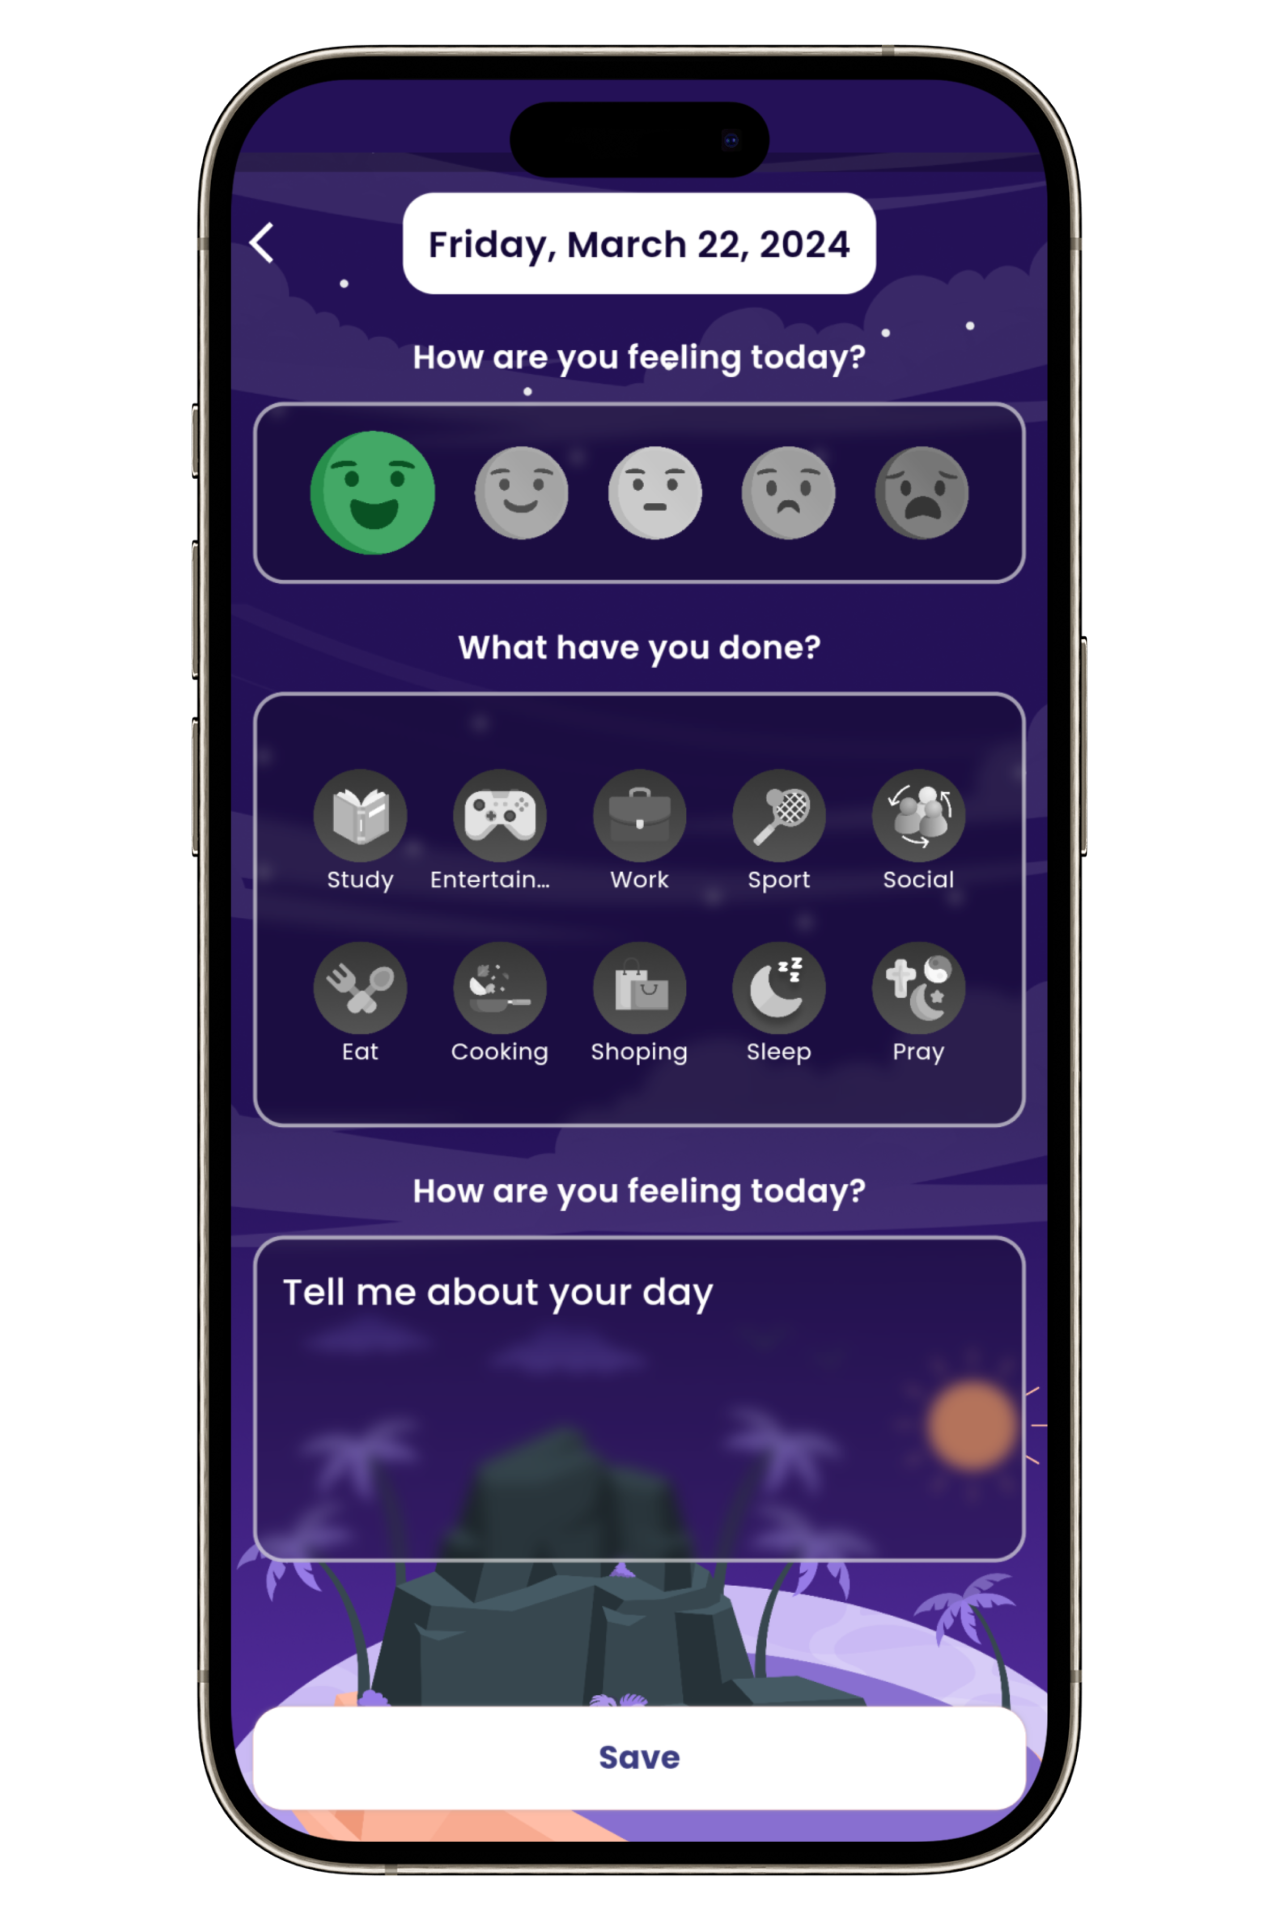 Friday, March 22, 2024
How are you feeling today?
What have you done?
Study Entertain... Work Sport Social
Eat Cooking Shoping Sleep Pray
How are you feeling today?
Tell me about your day
Save